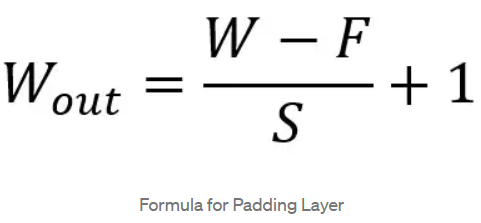 W_out = (W − F) / S + 1
Formula for Padding Layer